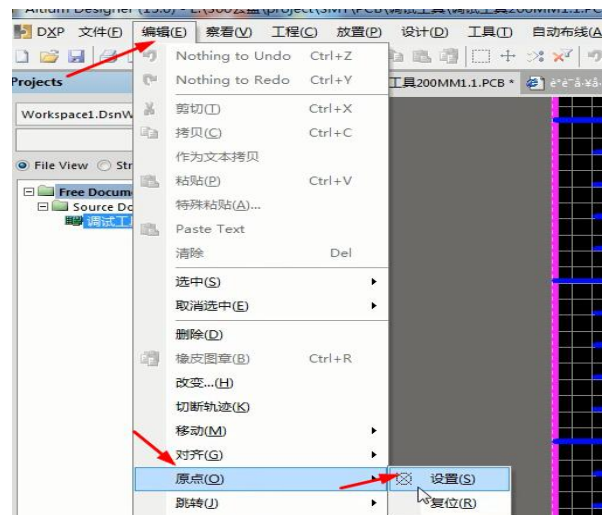 DXP 文件(F) 编辑(E) 察看(V) 工程(C) 放置(P) 设计(D) 工具(T) 自动布线(A
Projects
工具200MM1.1.PCB *
Workspace1.DsnW
File View Str
Free Docum
Source Do
调试工
Nothing to Undo Ctrl+Z
Nothing to Redo Ctrl+Y
剪切(T) Ctrl+X
拷贝(C) Ctrl+C
作为文本拷贝
粘贴(P) Ctrl+V
特殊粘贴(A)...
Paste Text
清除 Del
选中(S)
取消选中(E)
删除(D)
橡皮图章(B) Ctrl+R
改变...(H)
切断轨迹(K)
移动(M)
对齐(G)
原点(O)
跳转(J)
设置(S)
复位(R)